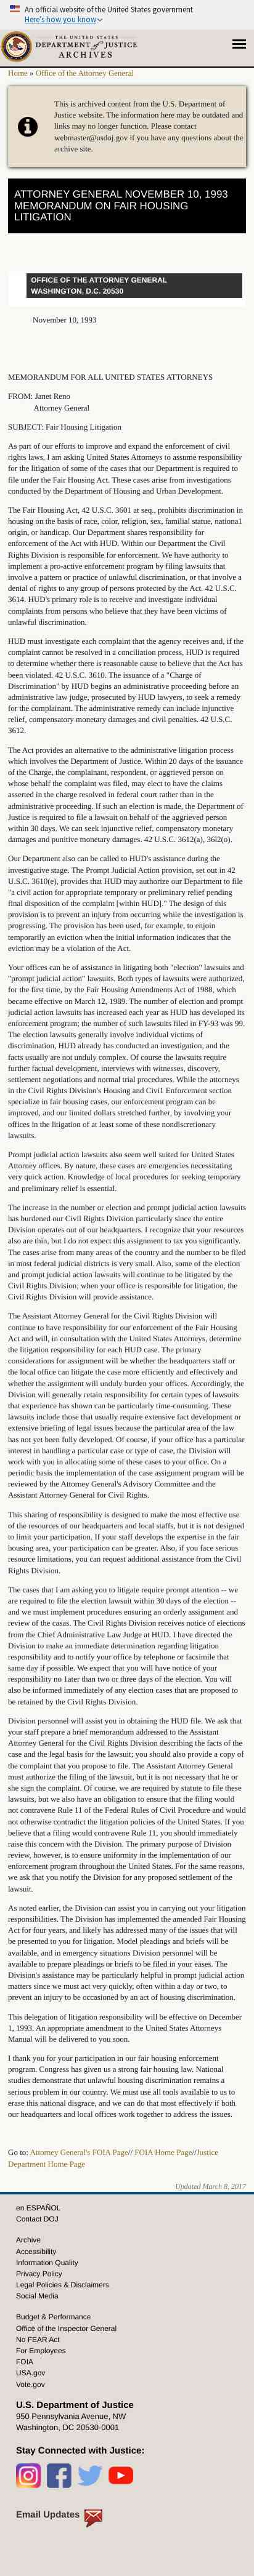 An official website of the United States government
Here's how you know
THE UNITED STATES
DEPARTMENT of JUSTICE
ARCHIVES
Home » Office of the Attorney General
This is archived content from the U.S. Department of
Justice website. The information here may be outdated and
links may no longer function. Please contact
webmaster@usdoj.gov if you have any questions about the
archive site.
ATTORNEY GENERAL NOVEMBER 10, 1993
MEMORANDUM ON FAIR HOUSING
LITIGATION
OFFICE OF THE ATTORNEY GENERAL
WASHINGTON, D.C. 20530
November 10, 1993
MEMORANDUM FOR ALL UNITED STATES ATTORNEYS
FROM: Janet Reno
Attorney General
SUBJECT: Fair Housing Litigation
As part of our efforts to improve and expand the enforcement of civil
rights laws, I am asking United States Attorneys to assume responsibility
for the litigation of some of the cases that our Department is required to
file under the Fair Housing Act. These cases arise from investigations
conducted by the Department of Housing and Urban Development.
The Fair Housing Act, 42 U.S.C. 3601 at seq., prohibits discrimination in
housing on the basis of race, color, religion, sex, familial stase, nationa1
origin, or handicap. Our Department shares responsibility for
enforcement of the Act with HUD. Within our Department the Civil
Rights Division is responsible for enforcement. We have authority to
implement a pro-active enforcement program by filing lawsuits that
involve a pattern or practice of unlawful discrimination, or that involve a
denial of rights to any group of persons protected by the Act. 42 U.S.C.
3614. HUD's primary role is to receive and investigate individual
complaints from persons who believe that they have been victims of
unlawful discrimination.
HUD must investigate each complaint that the agency receives and, if the
complaint cannot be resolved in a conciliation process, HUD is required
to determine whether there is reasonable cause to believe that the Act has
been violated. 42 U.S.C. 3610. The issuance of a "Charge of
Discrimination" by HUD begins an administrative proceeding before an
administrative law judge, prosecuted by HUD lawyers, to seek a remedy
for the complainant. The administrative remedy can include injunctive
relief, compensatory monetary damages and civil penalties. 42 U.S.C.
3612.
The Act provides an alternative to the administrative litigation process
which involves the Department of Justice. Within 20 days of the issuance
of the Charge, the complainant, respondent, or aggrieved person on
whose behalf the complaint was filed, may elect to have the claims
asserted in the charge resolved in federal court rather than in the
administrative proceeding. If such an election is made, the Department of
Justice is required to file a lawsuit on behalf of the aggrieved person
within 30 days. We can seek injunctive relief, compensatory monetary
damages and punitive monetary damages. 42 U.S.C. 3612(a), 36l2(o).
Our Department also can be called to HUD's assistance during the
investigative stage. The Prompt Judicial Action provision, set out in 42
U.S.C. 3610(e), provides that HUD may authorize our Department to file
"a civil action for appropriate temporary or preliminary relief pending
final disposition of the complaint [within HUD]." The design of this
provision is to prevent an injury from occurring while the investigation is
in process. The provision has been used, for example, to enjoin
temporarily an eviction when the initial information indicates that the
eviction may be a violation of the Act.
Your offices can be of assistance in litigating both "election" lawsuits and
"prompt judicial action" lawsuits. Both types of lawsuits were authorized,
for the first time, by the Fair Housing Amendments Act of 1988, which
became effective on March 12, 1989. The number of election and prompt
judicial action lawsuits has increased each year as HUD has developed its
enforcement program; the number of such lawsuits filed in FY-93 was 99.
The election lawsuits generally involve individual victims of
discrimination, HUD already has conducted an investigation, and the
facts usually are not unduly complex. Of course the lawsuits require
further factual development, interviews with witnesses, discovery,
settlement negotiations and usual trial discovery procedures. While the attorneys
in the Civil Rights Division's Housing and Civi1 Enforcement section
specialize in fair housing cases, our enforcement program can be
improved, and our limited dollars stretched further, by involving your
offices in the litigation of at least some of these nondiscretionary
lawsuits.
Prompt judicial action lawsuits also seem well suited for United States
Attorney offices. By nature, these cases are emergencies necessitating
very quick action. Knowledge of local procedures for seeking temporary
and preliminary relief is essential.
The increase in the number or election and prompt judicial action lawsuits
has burdened our Civil Rights Division particularly since the entire
Division operates out of our headquarters. I recognize that your resources
also are thin, but I do not expect this assignment to tax you significantly.
The cases arise from many areas of the country and the number to be filed
in most federal judicial districts is very small. Also, some of the election
and prompt judicial action lawsuits will continue to be litigated by the
Civil Rights Division; when your office is responsible for litigation, the
Civil Rights Division will provide assistance.
The Assistant Attorney General for the Civil Rights Division will
continue to have responsibility for our enforcement of the Fair Housing
Act and will, in consultation with the United States Attorneys, determine
the litigation responsibility for each HUD case. The primary
considerations for assignment will be whether the headquarters staff or
the local office can litigate the case more efficiently and effectively and
whether the assignment will unduly burden your offices. Accordingly, the
Division will generally retain responsibility for certain types of lawsuits
that experience has shown can be particularly time-consuming. These
lawsuits include those that usually require extensive fact development or
extensive briefing of legal issues because the particular area of the law
has not yet been fully developed. Of course, if your office has a particular
interest in handling a particular case or type of case, the Division will
work with you in allocating some of these cases to your office. On a
periodic basis the implementation of the case assignment program will be
reviewed by the Attorney General's Advisory Committee and the
Assistant Attorney General for Civil Rights.
This sharing of responsibility is designed to make the most effective use
of the resources of our headquarters and local staffs, but it is not designed
to limit your participation. If your staff develops the expertise in the fair
housing area, your participation can be greater. Also, if you face serious
resource limitations, you can request additional assistance from the Civil
Rights Division.
The cases that I am asking you to litigate require prompt attention -- we
are required to file the election lawsuit within 30 days of the election --
and we must implement procedures ensuring an orderly assignment and
review of the casas. The Civil Rights Division receives notice of elections
from the Chief Administrative Law Judge at HUD. I have directed the
Division to make an immediate determination regarding litigation
responsibility and to notify your office by telephone or facsimile that
same day if possible. We expect that you will have notice of your
responsibility no 1ater than two or three days of the election. You will
also be informed immediately of any election cases that are proposed to
be retained by the Civil Rights Division.
Division personnel will assist you in obtaining the HUD file. We ask that
your staff prepare a brief memorandum addressed to the Assistant
Attorney General for the Civil Rights Division describing the facts of the
case and the legal basis for the lawsuit; you should also provide a copy of
the complaint that you propose to file. The Assistant Attorney General
must authorize the filing of the lawsuit, but it is not necessary that he or
she sign the complaint. Of course, we are required by statute to file these
lawsuits, but we also have an obligation to ensure that the filing would
not contravene Rule 11 of the Federal Rules of Civil Procedure and would
not otherwise contradict the litigation policies of the United States. If you
believe that a filing would contravene Rule 11, you should immediately
raise this concern with the Division. The primary purpose of Division
review, however, is to ensure uniformity in the implementation of our
enforcement program throughout the United States. For the same reasons,
we ask that you notify the Division for any proposed settlement of the
lawsuit.
As noted earlier, the Division can assist you in carrying out your litigation
responsibilities. The Division has implemented the amended Fair Housing
Act for four years, and likely has addressed many of the issues that will
be presented to you for litigation. Model pleadings and briefs will be
available, and in emergency situations Division personnel will be
available to prepare pleadings or briefs to be filed in your eases. The
Division's assistance may be particularly helpful in prompt judicial action
matters since we must act very quickly, often within a day or two, to
prevent an injury to be occasioned by an act of housing discrimination.
This delegation of litigation responsibility will be effective on December
1, 1993. An appropriate amendment to the United States Attorneys
Manual will be delivered to you soon.
I thank you for your participation in our fair housing enforcement
program. Congress has given us a strong fair housing law. National
studies demonstrate that unlawful housing discrimination remains a
serious problem in our country. We must use all tools available to us to
erase this national disgrace, and we can do that most effectively if both
our headquarters and local offices work together to address the issues.
Go to: Attorney General's FOIA Page// FOIA Home Page//Justice
Department Home Page
Updated March 8, 2017
en ESPAÑOL
Contact DOJ
Archive
Accessibility
Information Quality
Privacy Policy
Legal Policies & Disclaimers
Social Media
Budget & Performance
Office of the Inspector General
No FEAR Act
For Employees
FOIA
USA.gov
Vote.gov
U.S. Department of Justice
950 Pennsylvania Avenue, NW
Washington, DC 20530-0001
Stay Connected with Justice:
Email Updates